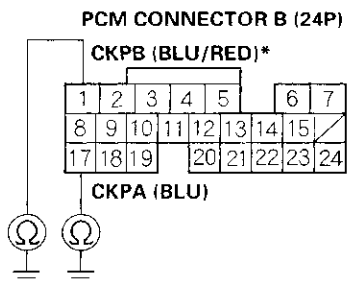 PCM CONNECTOR B (24P)
CKPB (BLU/RED)*
1 2 3 4 5 6 7
8 9 10 11 12 13 14 15
17 18 19 20 21 22 23 24
CKPA (BLU)
Ω Ω